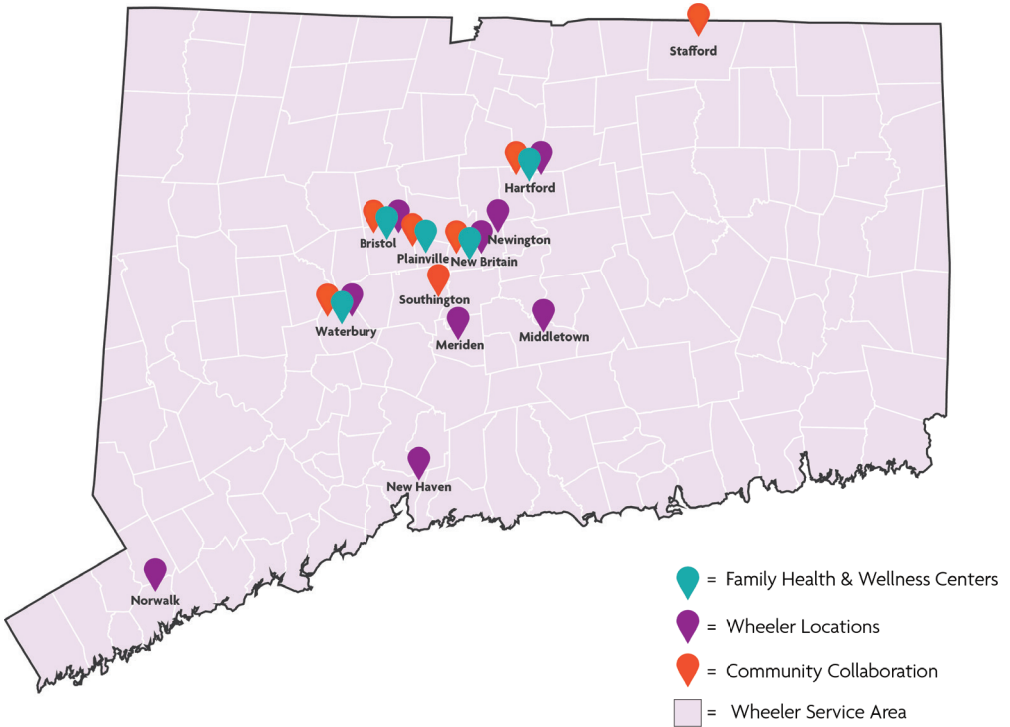 Stafford
Hartford
Bristol
Newington
Plainville
New Britain
Southington
Waterbury
Meriden
Middletown
New Haven
Norwalk
= Family Health & Wellness Centers
= Wheeler Locations
= Community Collaboration
= Wheeler Service Area